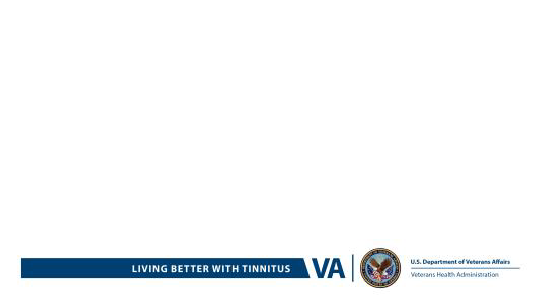 LIVING BETTER WITH TINNITUS
VA
U.S. Department of Veterans Affairs
Veterans Health Administration